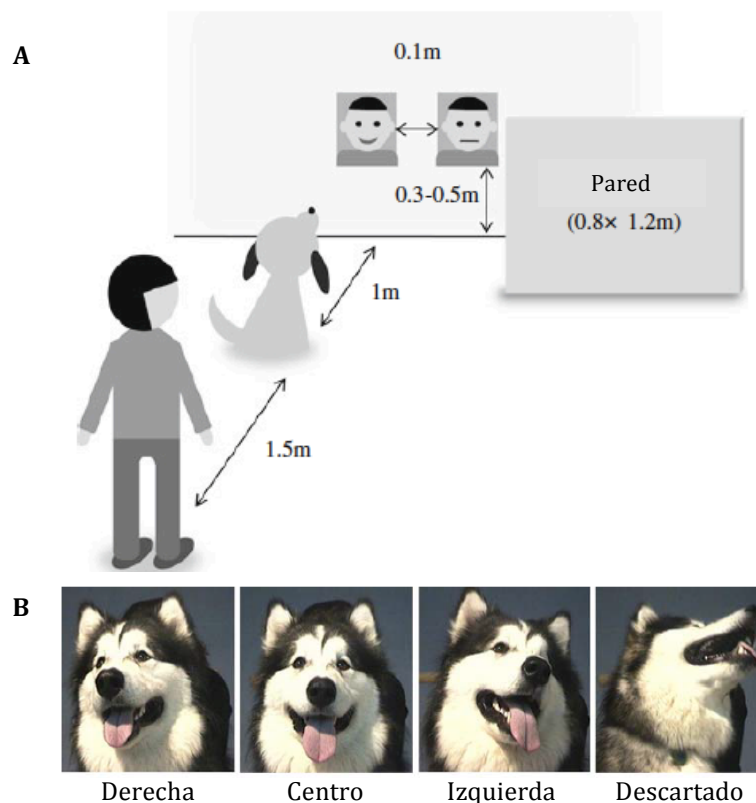 A
0.1m
0.3-0.5m
Pared
(0.8× 1.2m)
1m
1.5m
B
Derecha
Centro
Izquierda
Descartado